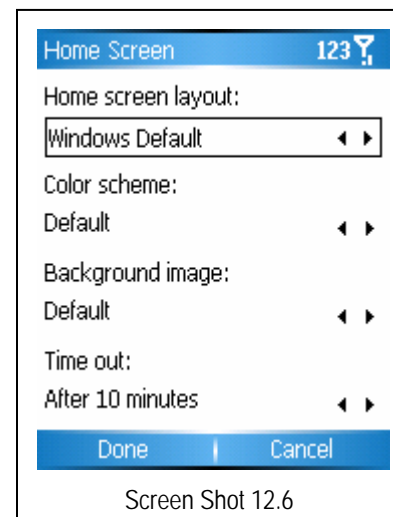 Home Screen 123
Home screen layout:
Windows Default
Color scheme:
Default
Background image:
Default
Time out:
After 10 minutes
Done Cancel
Screen Shot 12.6